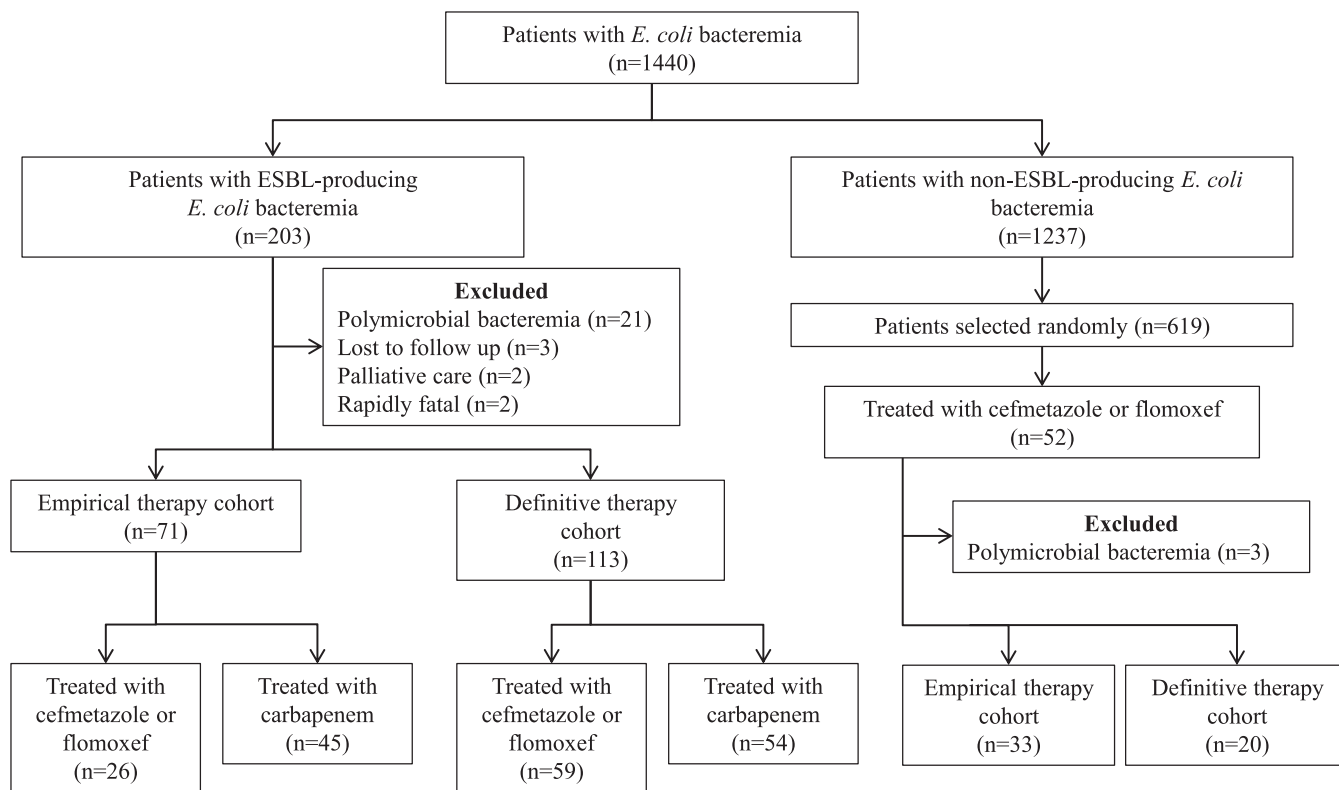 Patients with E. coli bacteremia
(n=1440)
Patients with ESBL-producing
E. coli bacteremia
(n=203)
Patients with non-ESBL-producing E. coli
bacteremia
(n=1237)
Excluded
Polymicrobial bacteremia (n=21)
Lost to follow up (n=3)
Palliative care (n=2)
Rapidly fatal (n=2)
Patients selected randomly (n=619)
Treated with cefmetazole or flomoxef
(n=52)
Empirical therapy cohort
(n=71)
Definitive therapy
cohort
(n=113)
Excluded
Polymicrobial bacteremia (n=3)
Treated with
cefmetazole or
flomoxef
(n=26)
Treated with
carbapenem
(n=45)
Treated with
cefmetazole or
flomoxef
(n=59)
Treated with
carbapenem
(n=54)
Empirical therapy
cohort
(n=33)
Definitive therapy
cohort
(n=20)